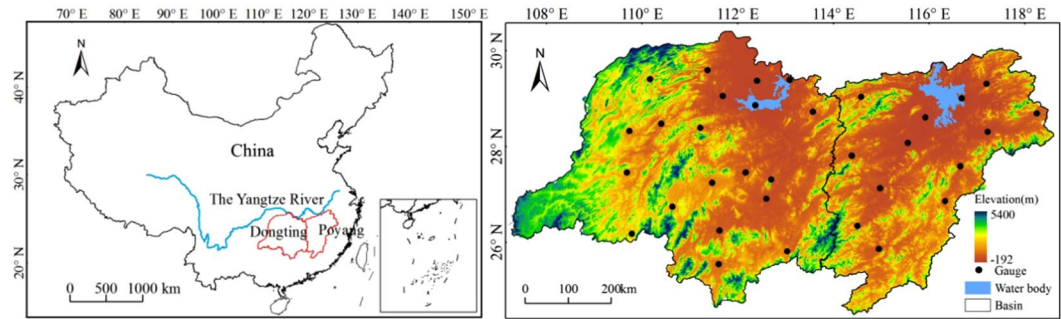 70° E 80° E 90° E 100° E 110° E 120° E 130° E 140° E 150° E
40° N
30° N
20° N
N
China
The Yangtze River
Dongting
Poyang
0 500 1000 km
108° E 110° E 112° E 114° E 116° E 118° E
30° N
28° N
26° N
N
Elevation(m)
5400
-192
Gauge
Water body
Basin
0 100 200km